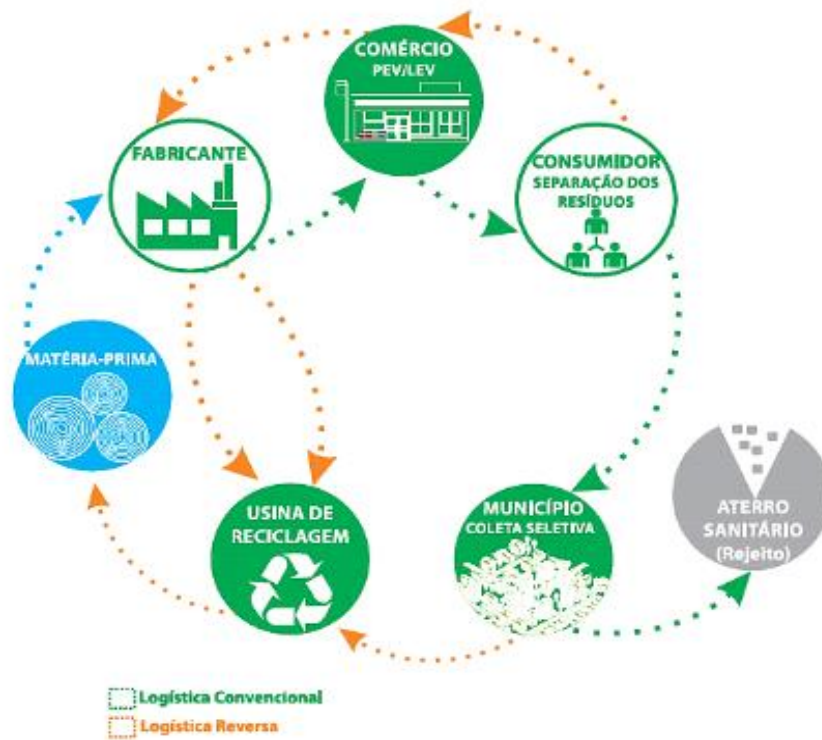 COMÉRCIO
PEV/LEV
FABRICANTE
CONSUMIDOR
SEPARAÇÃO DOS
RESÍDUOS
MATÉRIA-PRIMA
USINA DE
RECICLAGEM
MUNICÍPIO
COLETA SELETIVA
ATERRO
SANITÁRIO
(Rejeito)
Logística Convencional
Logística Reversa